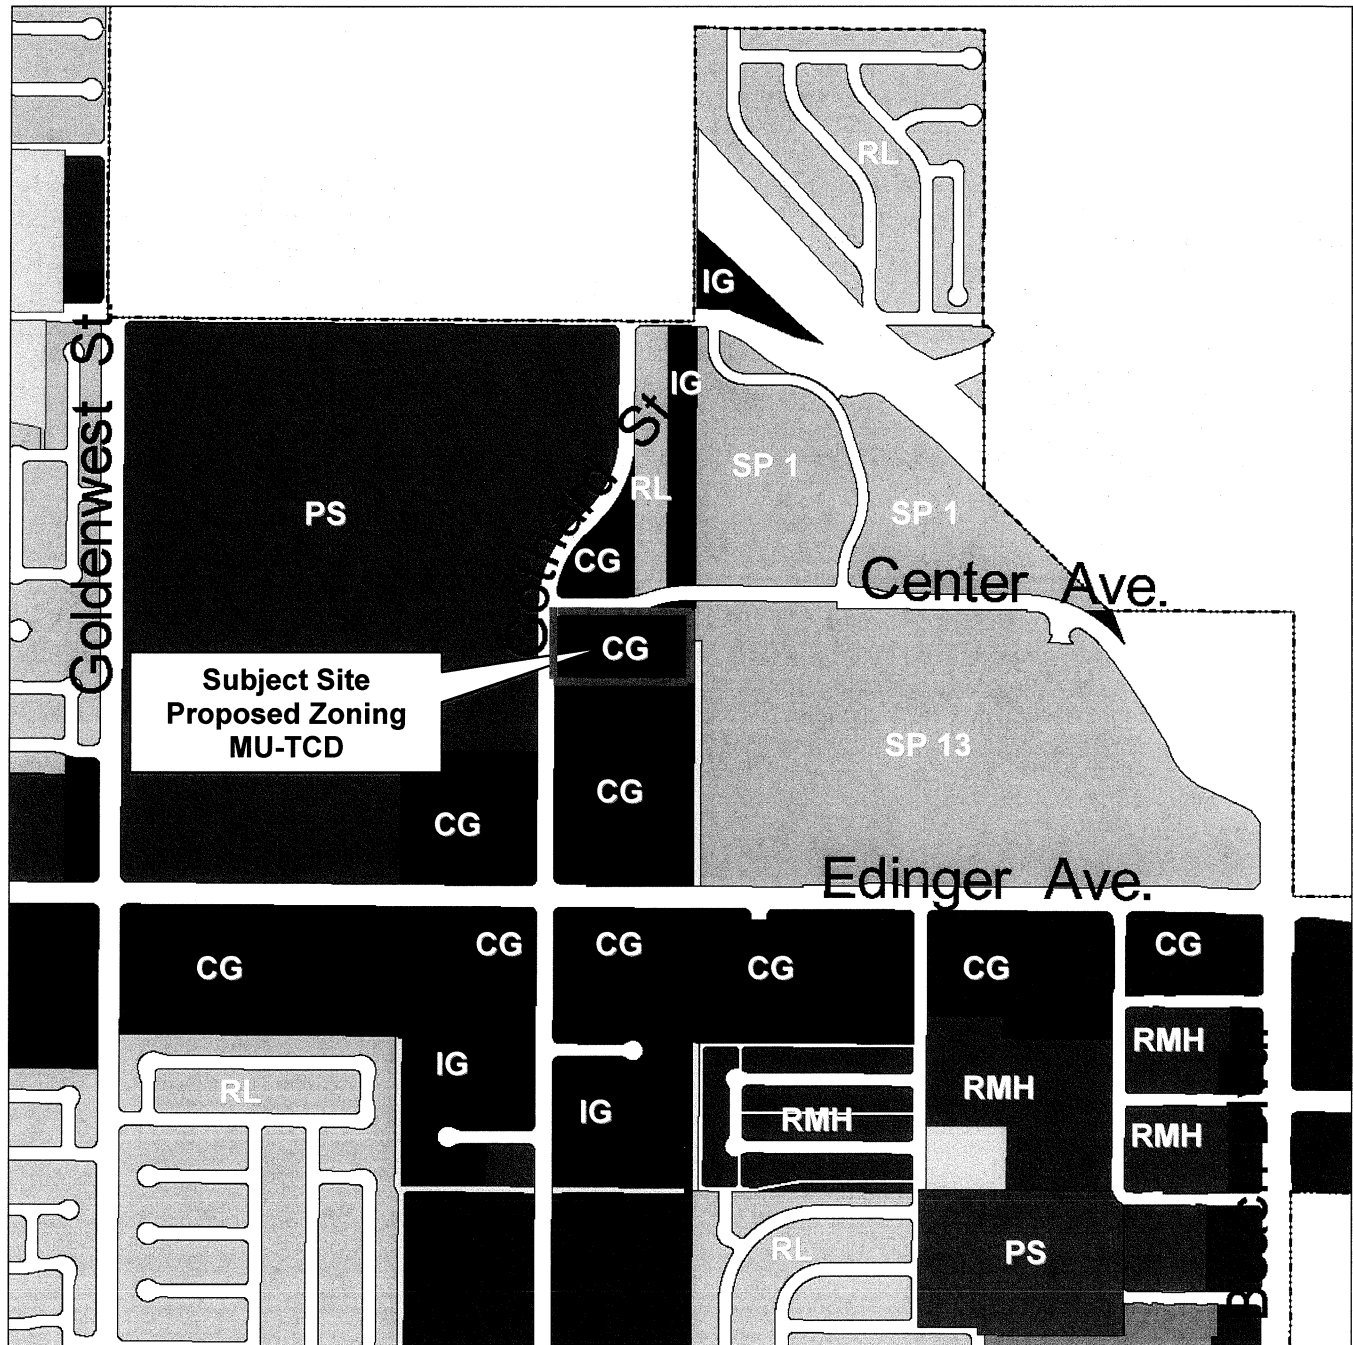 RL
IG
Goldenwest St
IG
St
SP 1
RL
PS
SP 1
CG
Center Ave.
CG
Subject Site
Proposed Zoning
MU-TCD
SP 13
CG
CG
Edinger Ave.
CG
CG
CG
CG
CG
CG
RMH
IG
RL
RMH
IG
RMH
RMH
RL
PS